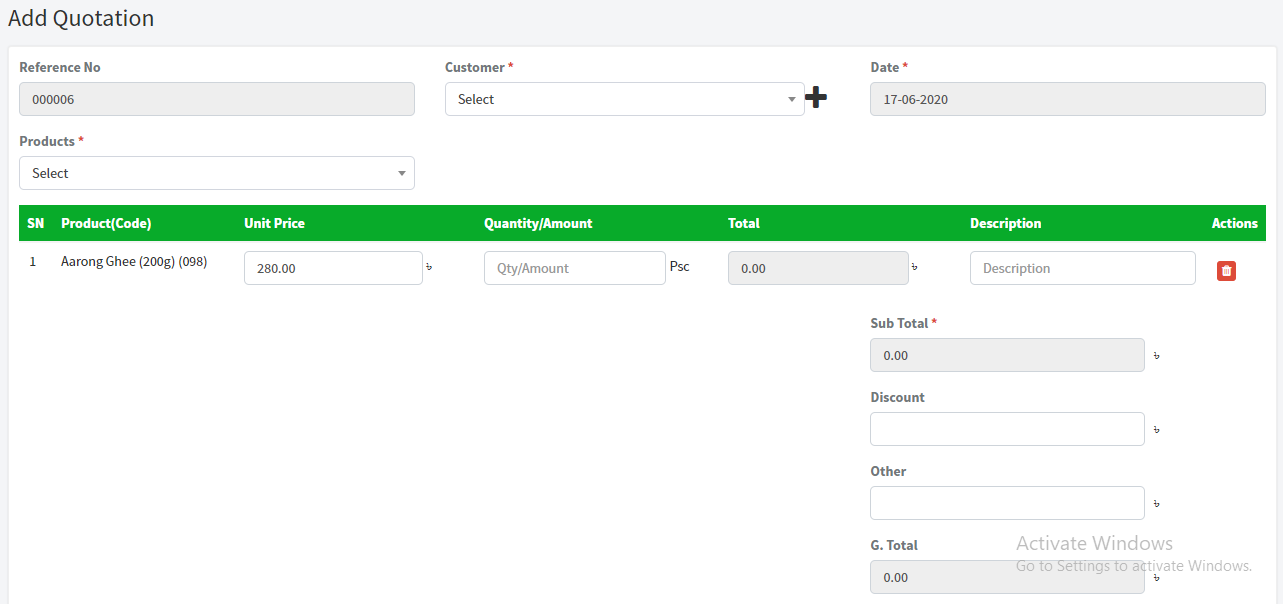 Add Quotation
Reference No Customer * Date *
000006 Select 17-06-2020
Products *
Select
SN Product(Code) Unit Price Quantity/Amount Total Description Actions
1 Aarong Ghee (200g) (098) 280.00 ৳ Qty/Amount Psc 0.00 ৳ Description
Sub Total *
0.00 ৳
Discount
৳
Other
৳
G. Total
Activate Windows
Go to Settings to activate Windows.
0.00 ৳